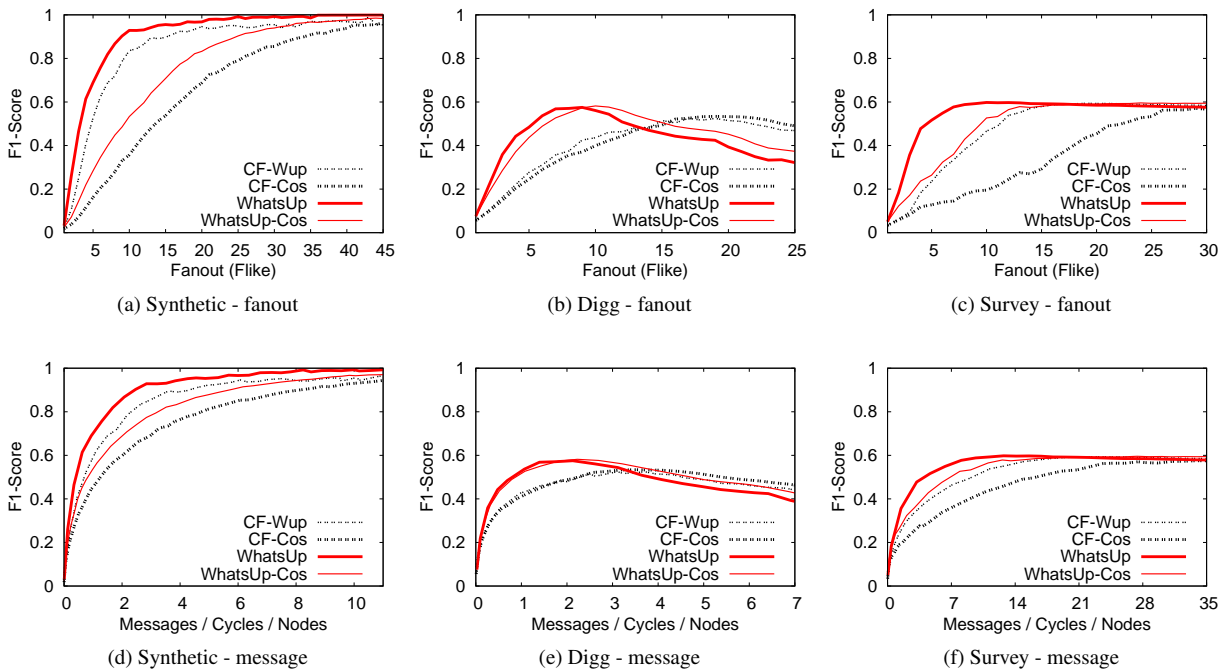 1
0.8
0.6
0.4
0.2
0
F1-Score
CF-Wup
CF-Cos
WhatsUp
WhatsUp-Cos
5 10 15 20 25 30 35 40 45
Fanout (Flike)
(a) Synthetic - fanout
1
0.8
0.6
0.4
0.2
0
F1-Score
CF-Wup
CF-Cos
WhatsUp
WhatsUp-Cos
5 10 15 20 25
Fanout (Flike)
(b) Digg - fanout
1
0.8
0.6
0.4
0.2
0
F1-Score
CF-Wup
CF-Cos
WhatsUp
WhatsUp-Cos
5 10 15 20 25 30
Fanout (Flike)
(c) Survey - fanout
1
0.8
0.6
0.4
0.2
0
F1-Score
CF-Wup
CF-Cos
WhatsUp
WhatsUp-Cos
0 2 4 6 8 10
Messages / Cycles / Nodes
(d) Synthetic - message
1
0.8
0.6
0.4
0.2
0
F1-Score
CF-Wup
CF-Cos
WhatsUp
WhatsUp-Cos
0 1 2 3 4 5 6 7
Messages / Cycles / Nodes
(e) Digg - message
1
0.8
0.6
0.4
0.2
0
F1-Score
CF-Wup
CF-Cos
WhatsUp
WhatsUp-Cos
0 7 14 21 28 35
Messages / Cycles / Nodes
(f) Survey - message